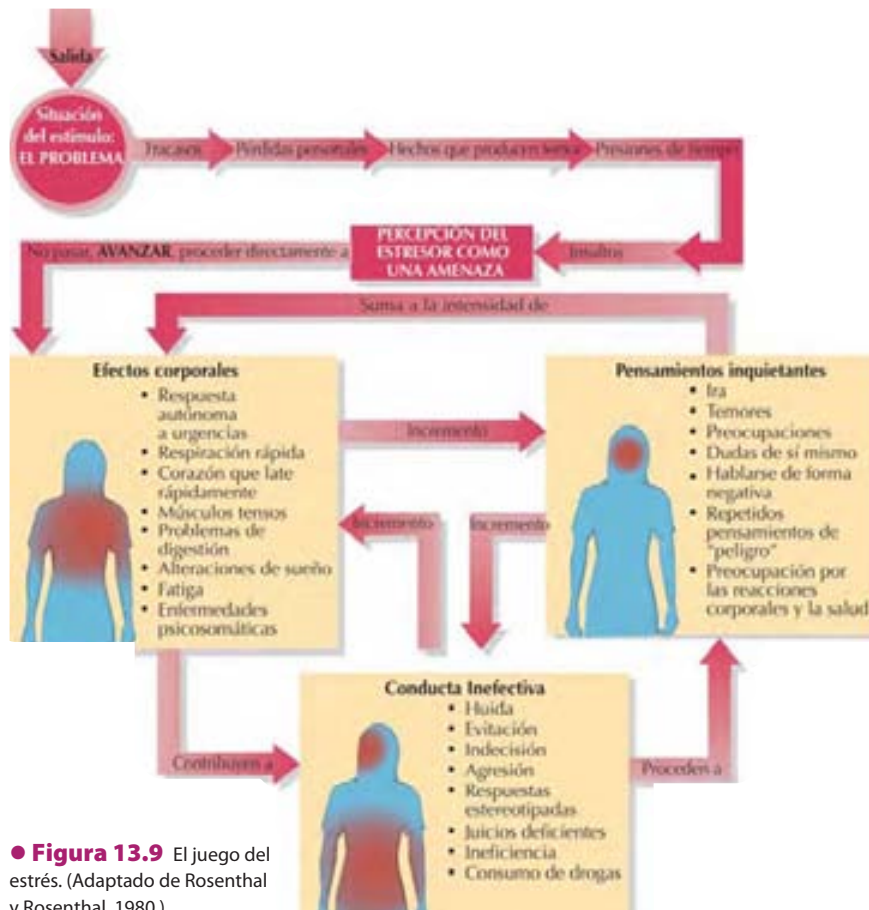 Salida
Situación
del estímulo:
EL PROBLEMA
Fracasos
Pérdidas personales
Hechos que producen temor
Presiones de tiempo
Insultos
PERCEPCIÓN DEL
ESTRESOR COMO
UNA AMENAZA
No pasar, AVANZAR, proceder directamente a
Suma a la intensidad de
Efectos corporales
• Respuesta
autónoma
a urgencias
• Respiración rápida
• Corazón que late
rápidamente
• Músculos tensos
• Problemas de
digestión
• Alteraciones de sueño
• Fatiga
• Enfermedades
psicosomáticas
Incremento
Incremento
Incremento
Pensamientos inquietantes
• Ira
• Temores
• Preocupaciones
• Dudas de sí mismo
• Hablarse de forma
negativa
• Repetidos
pensamientos de
"peligro"
• Preocupación por
las reacciones
corporales y la salud
Contribuyen a
Conducta Inefectiva
• Huida
• Evitación
• Indecisión
• Agresión
• Respuestas
estereotipadas
• Juicios deficientes
• Ineficiencia
• Consumo de drogas
Proceden a
• Figura 13.9 El juego del
estrés. (Adaptado de Rosenthal
y Rosenthal, 1980.)